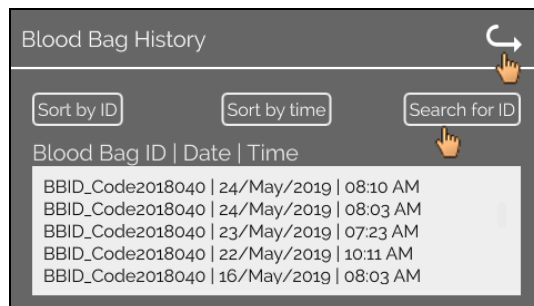 Blood Bag History
Sort by ID Sort by time Search for ID
Blood Bag ID | Date | Time
BBID_Code2018040 | 24/May/2019 | 08:10 AM
BBID_Code2018040 | 24/May/2019 | 08:03 AM
BBID_Code2018040 | 23/May/2019 | 07:23 AM
BBID_Code2018040 | 22/May/2019 | 10:11 AM
BBID_Code2018040 | 16/May/2019 | 08:03 AM